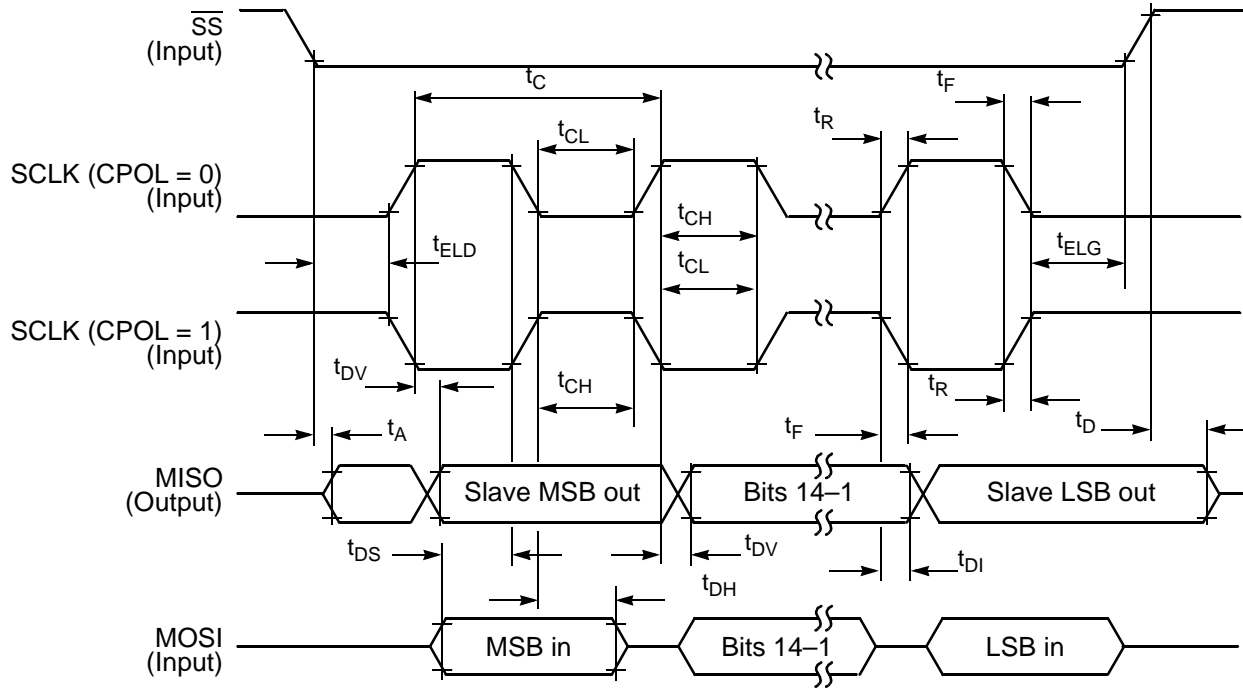 SS
(Input)
tC
tF
tR
tCL
SCLK (CPOL = 0)
(Input)
tCH
tELD
tCL
tELG
SCLK (CPOL = 1)
(Input)
tDV
tCH
tR
tD
tA
tF
MISO
(Output)
Slave MSB out
Bits 14–1
Slave LSB out
tDS
tDV
tDI
tDH
MOSI
(Input)
MSB in
Bits 14–1
LSB in